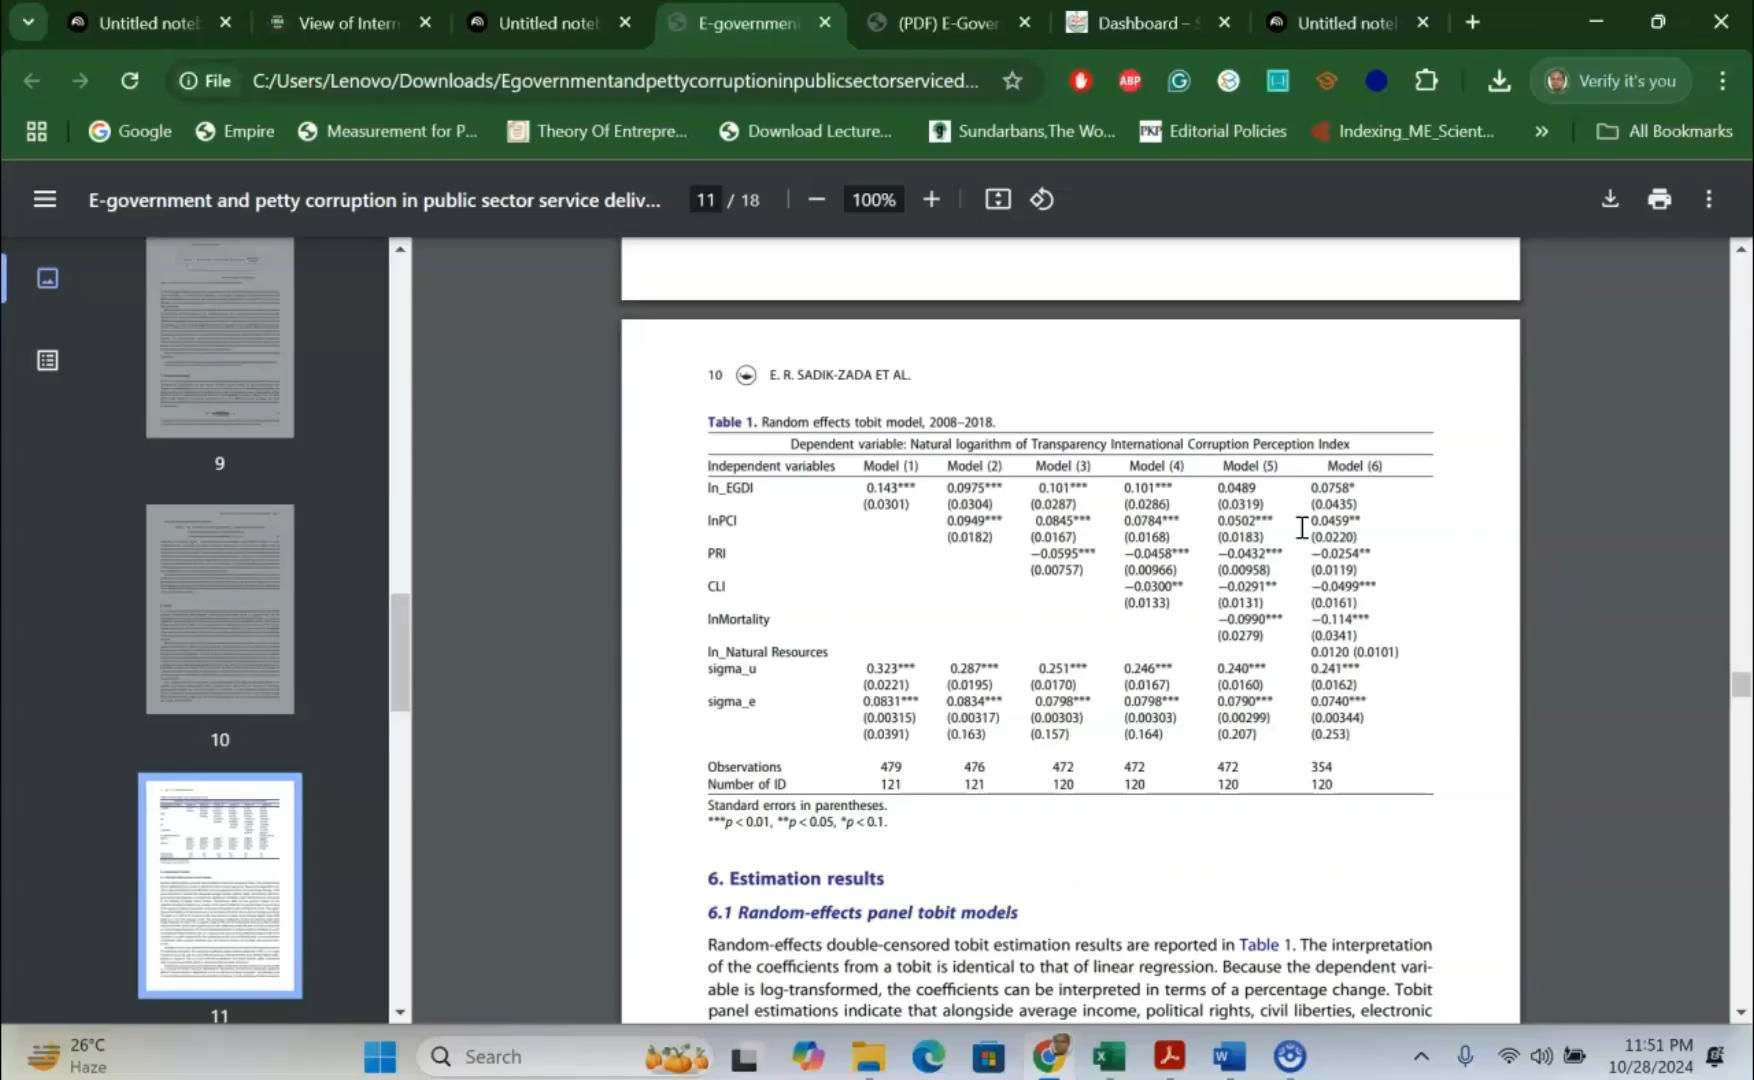 Untitled note
View of Intern
Untitled note
E-governmen
(PDF) E-Gover
Dashboard – S
Untitled note
File
C:/Users/Lenovo/Downloads/Egovernmentandpettycorruptioninpublicsectorserviced...
ABP
Verify it's you
Google
Empire
Measurement for P...
Theory Of Entrepre...
Download Lecture...
Sundarbans,The Wo...
PKP
Editorial Policies
Indexing_ME_Scient...
All Bookmarks
E-government and petty corruption in public sector service deliv...
11 / 18
100%
9
10
11
10 E. R. SADIK-ZADA ET AL.
Table 1. Random effects tobit model, 2008–2018.
Dependent variable: Natural logarithm of Transparency International Corruption Perception Index
Independent variables Model (1) Model (2) Model (3) Model (4) Model (5) Model (6)
ln_EGDI 0.143*** 0.0975*** 0.101*** 0.101*** 0.0489 0.0758*
(0.0301) (0.0304) (0.0287) (0.0286) (0.0319) (0.0435)
lnPCI 0.0949*** 0.0845*** 0.0784*** 0.0502*** 0.0459**
(0.0182) (0.0167) (0.0168) (0.0183) (0.0220)
PRI −0.0595*** −0.0458*** −0.0432*** −0.0254**
(0.00757) (0.00966) (0.00958) (0.0119)
CLI −0.0300** −0.0291** −0.0499***
(0.0133) (0.0131) (0.0161)
lnMortality −0.0990*** −0.114***
(0.0279) (0.0341)
ln_Natural Resources 0.0120 (0.0101)
sigma_u 0.323*** 0.287*** 0.251*** 0.246*** 0.240*** 0.241***
(0.0221) (0.0195) (0.0170) (0.0167) (0.0160) (0.0162)
sigma_e 0.0831*** 0.0834*** 0.0798*** 0.0798*** 0.0790*** 0.0740***
(0.00315) (0.00317) (0.00303) (0.00303) (0.00299) (0.00344)
(0.0391) (0.163) (0.157) (0.164) (0.207) (0.253)
Observations 479 476 472 472 472 354
Number of ID 121 121 120 120 120 120
Standard errors in parentheses.
***p < 0.01, **p < 0.05, *p < 0.1.
6. Estimation results
6.1 Random-effects panel tobit models
Random-effects double-censored tobit estimation results are reported in Table 1. The interpretation
of the coefficients from a tobit is identical to that of linear regression. Because the dependent vari-
able is log-transformed, the coefficients can be interpreted in terms of a percentage change. Tobit
panel estimations indicate that alongside average income, political rights, civil liberties, electronic
26°C
Haze
Search
11:51 PM
10/28/2024